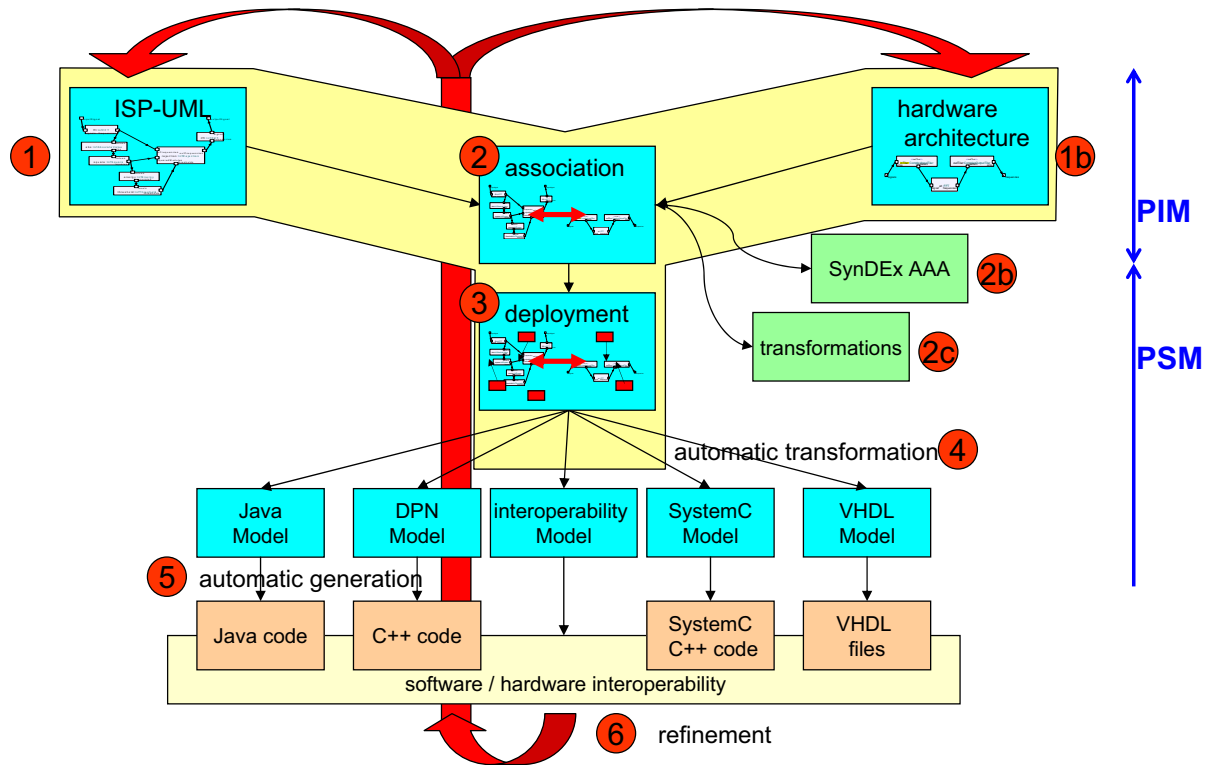 ISP-UML
hardware
architecture
1
2
association
1b
PIM
SynDEx AAA
2b
3
deployment
transformations
2c
PSM
automatic transformation
4
Java
Model
DPN
Model
interoperability
Model
SystemC
Model
VHDL
Model
5
automatic generation
Java code
C++ code
SystemC
C++ code
VHDL
files
software / hardware interoperability
6
refinement